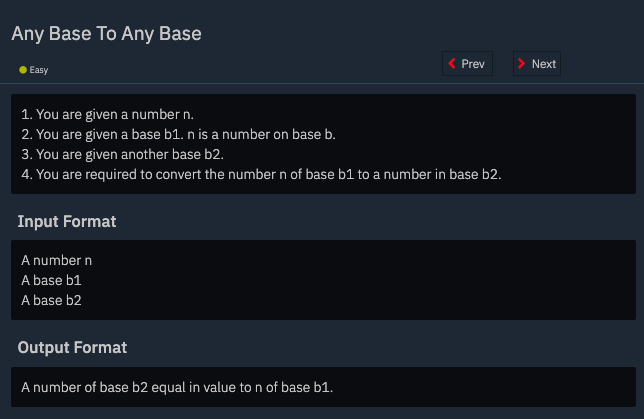 Any Base To Any Base
Easy
Prev
Next
1. You are given a number n.
2. You are given a base b1. n is a number on base b.
3. You are given another base b2.
4. You are required to convert the number n of base b1 to a number in base b2.
Input Format
A number n
A base b1
A base b2
Output Format
A number of base b2 equal in value to n of base b1.